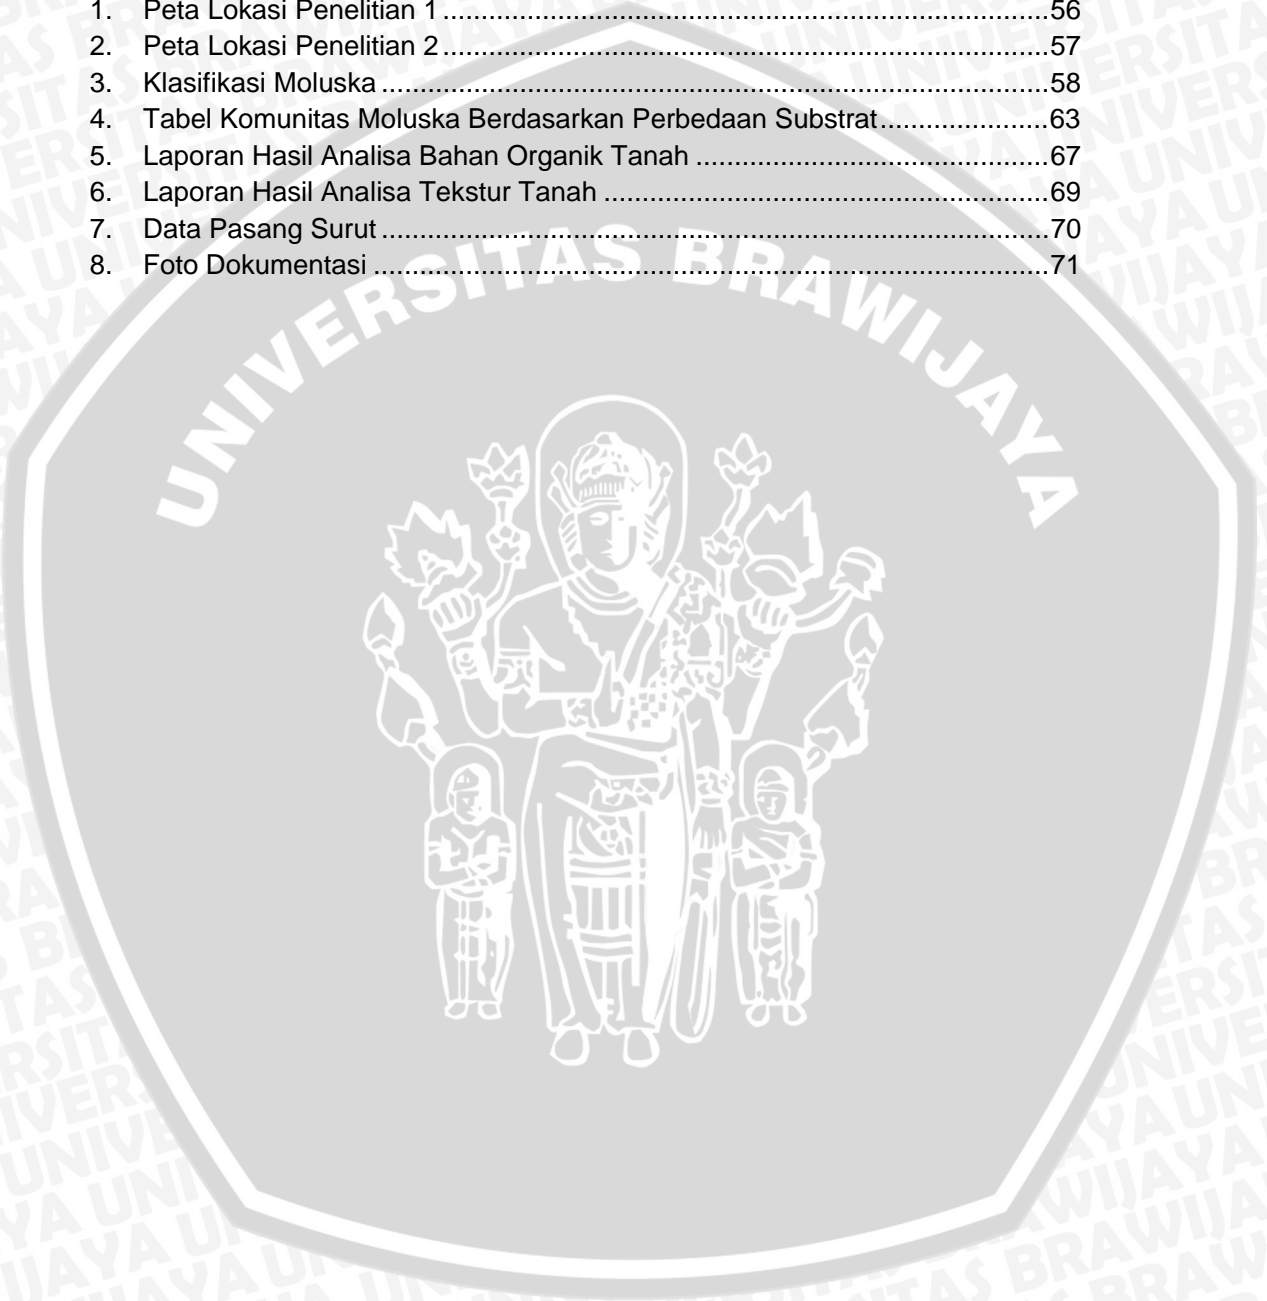 1. Peta Lokasi Penelitian 1 ........................................................................... 56
2. Peta Lokasi Penelitian 2 ........................................................................... 57
3. Klasifikasi Moluska ................................................................................... 58
4. Tabel Komunitas Moluska Berdasarkan Perbedaan Substrat ..................... 63
5. Laporan Hasil Analisa Bahan Organik Tanah ............................................ 67
6. Laporan Hasil Analisa Tekstur Tanah ........................................................ 69
7. Data Pasang Surut ................................................................................... 70
8. Foto Dokumentasi .................................................................................... 71
UNIVERSITAS BRAWIJAYA